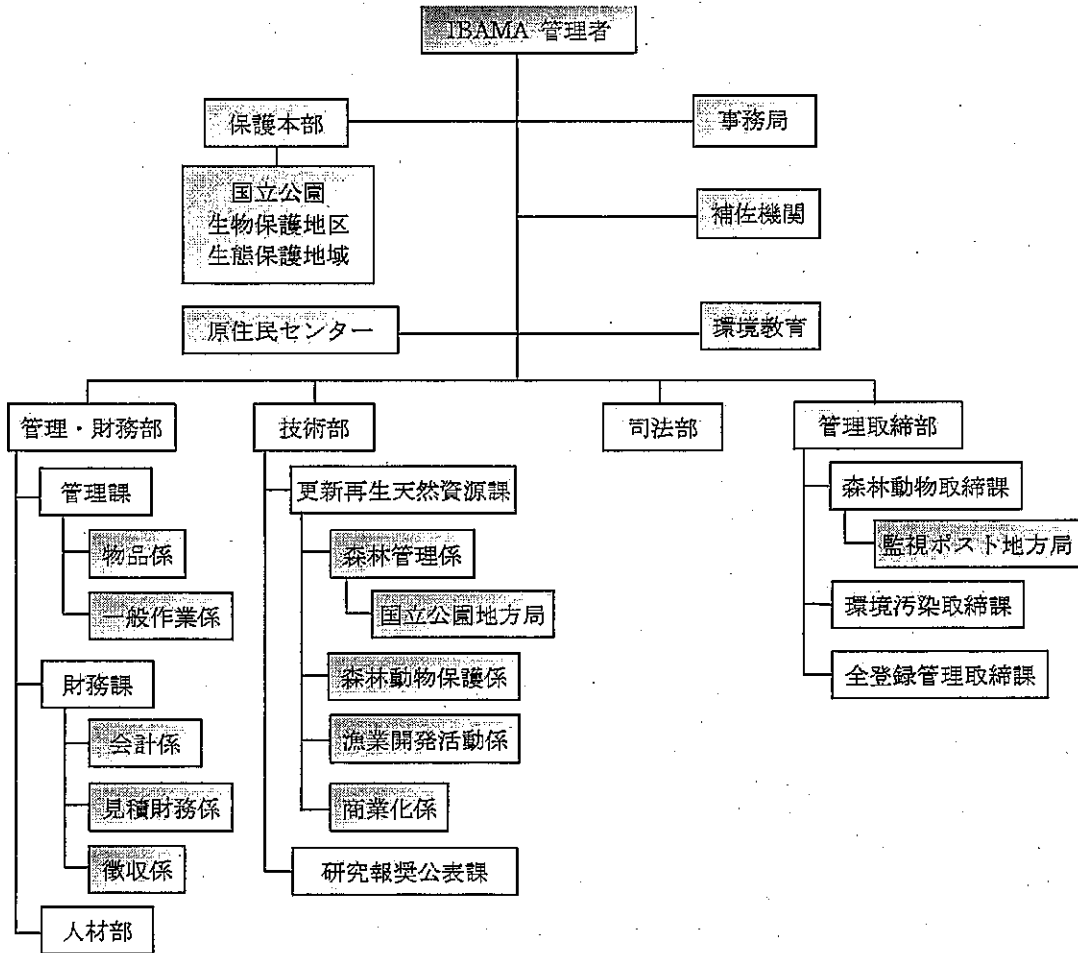 IBAMA 管理者
保護本部
事務局
国立公園
生物保護地区
生態保護地域
補佐機関
原住民センター
環境教育
管理・財務部
技術部
司法部
管理取締部
管理課
物品係
一般作業係
財務課
会計係
見積財務係
徴収係
人材部
更新再生天然資源課
森林管理係
国立公園地方局
森林動物保護係
漁業開発活動係
商業化係
研究報奨公表課
森林動物取締課
監視ポスト地方局
環境汚染取締課
全登録管理取締課